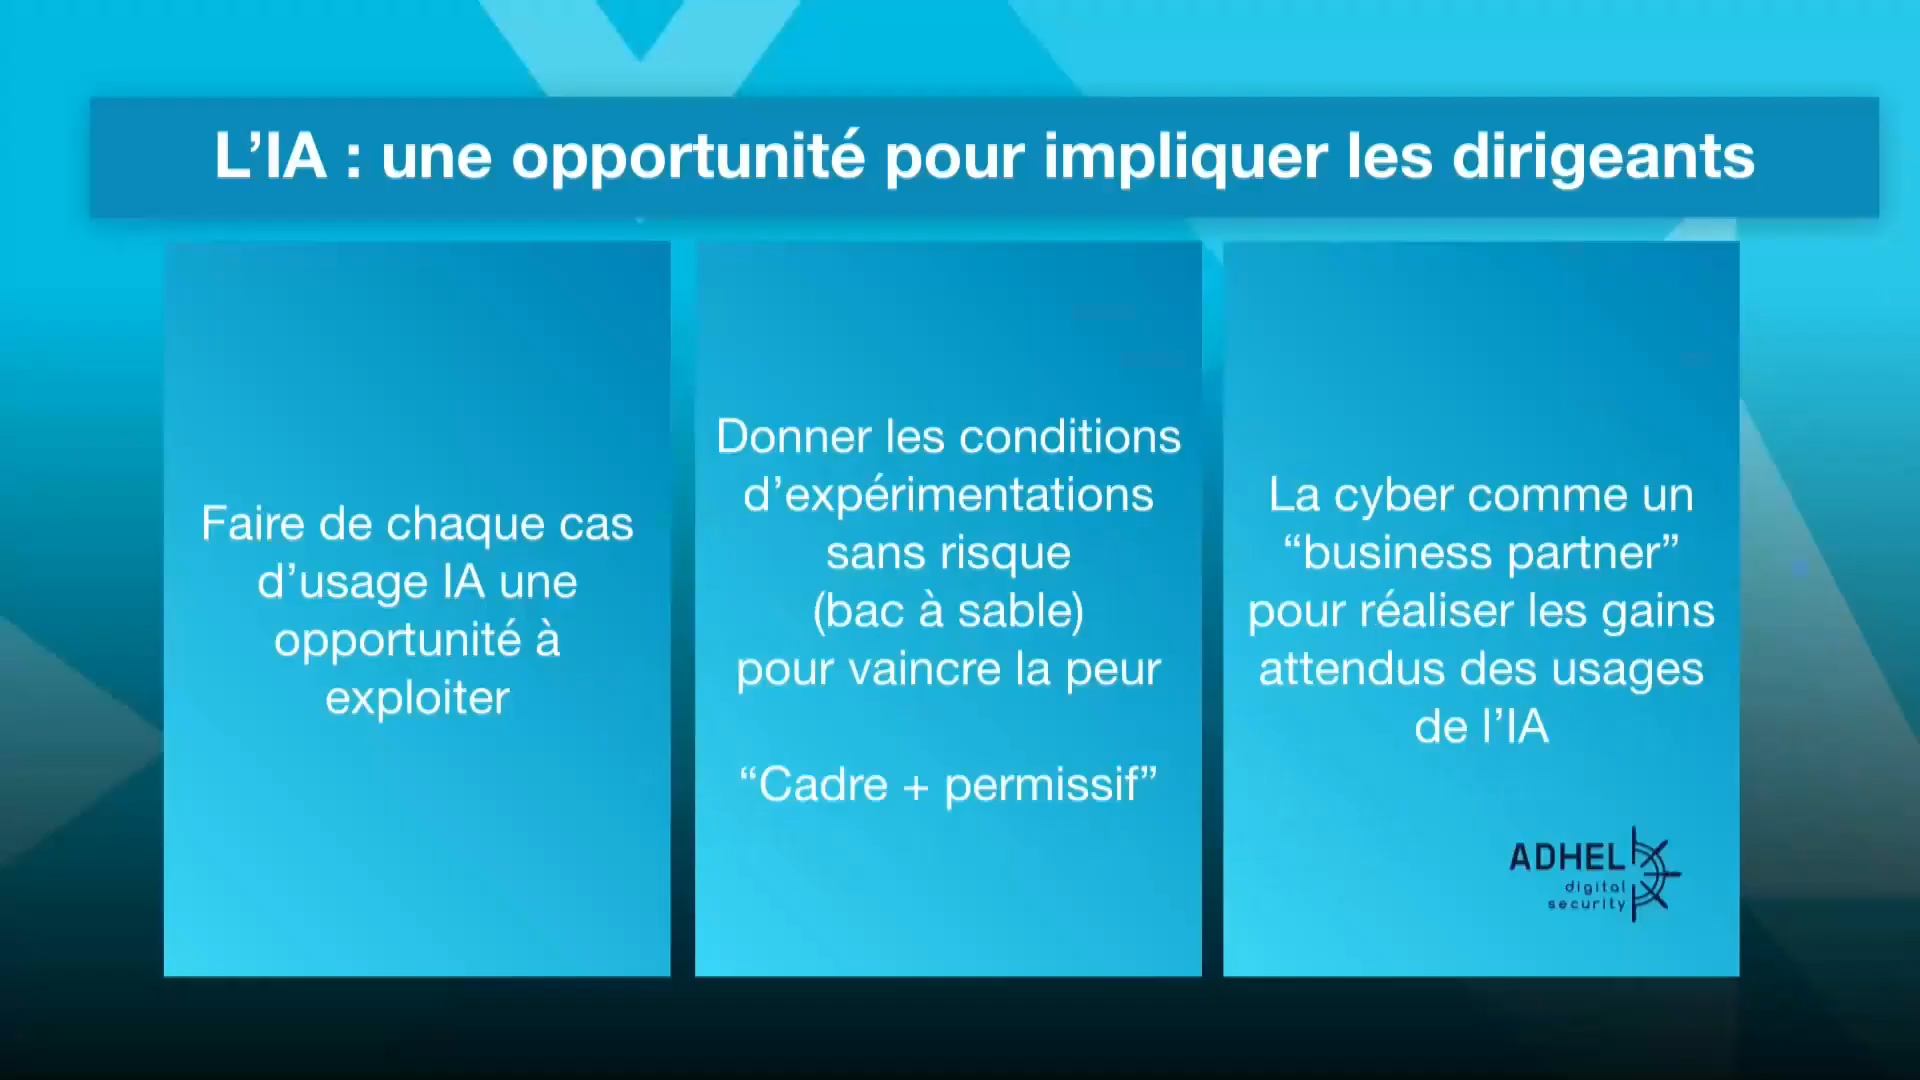 L’IA : une opportunité pour impliquer les dirigeants
Faire de chaque cas
d’usage IA une
opportunité à
exploiter
Donner les conditions
d’expérimentations
sans risque
(bac à sable)
pour vaincre la peur
“Cadre + permissif”
La cyber comme un
“business partner”
pour réaliser les gains
attendus des usages
de l’IA
ADHEL
digital
security